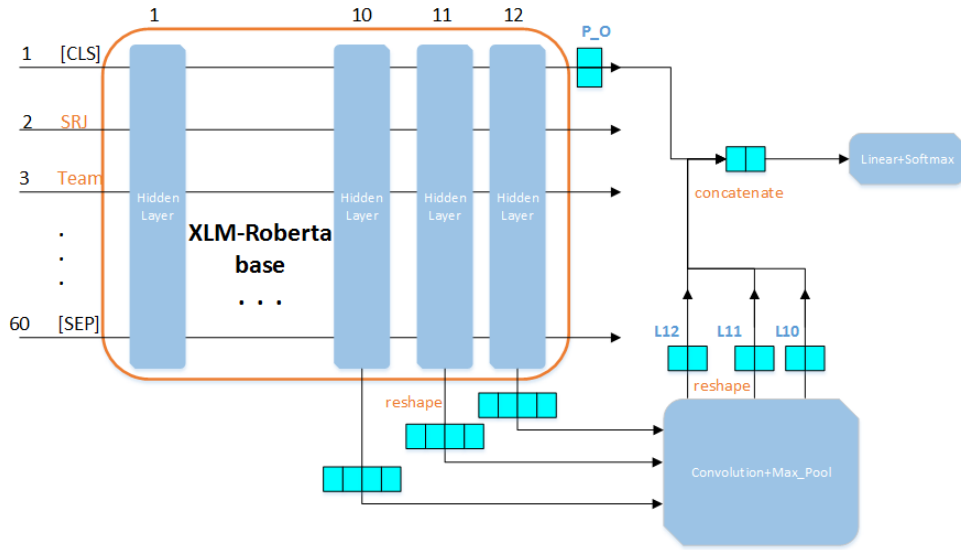 1 10 11 12
P_O
1 [CLS]
2 SRJ
3 Team
Hidden Layer
Hidden Layer
Hidden Layer
Hidden Layer
XLM-Roberta
base
. . .
.
.
.
60 [SEP]
Linear+Softmax
concatenate
L12 L11 L10
reshape
reshape
Convolution+Max_Pool